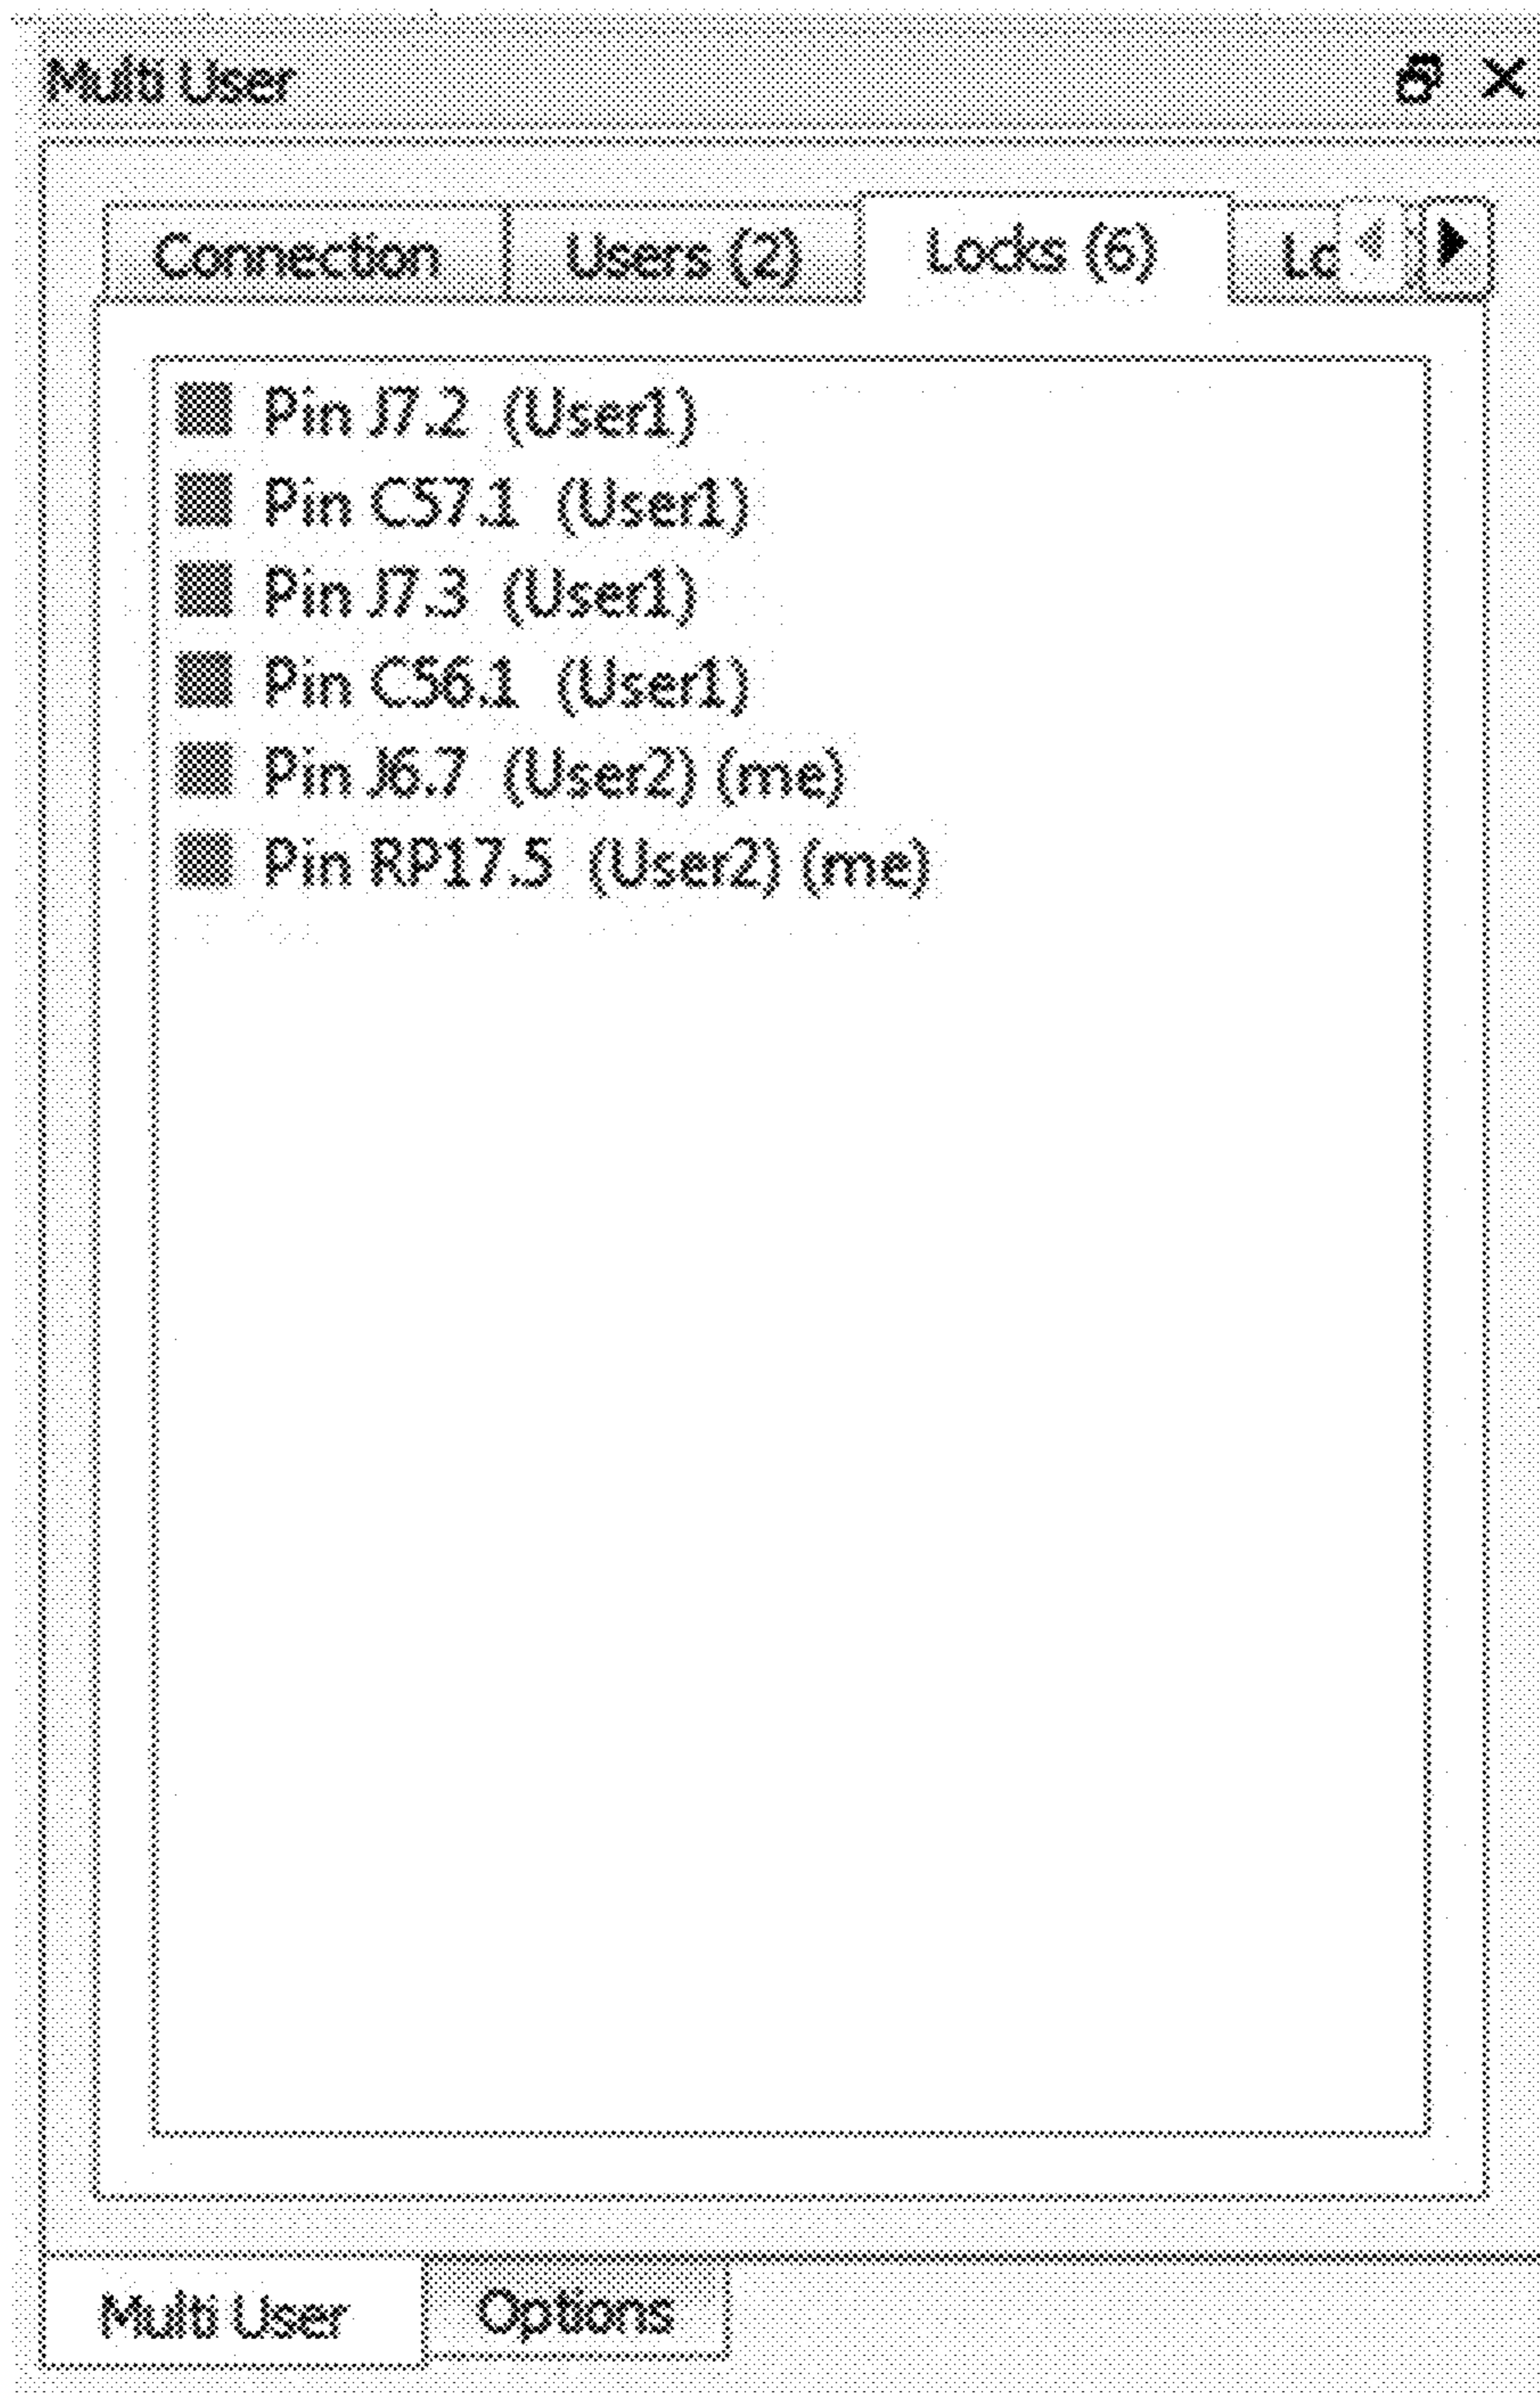 Multi User
Connection Users (2) Locks (6) Lo
Pin J7.2 (User1)
Pin C57.1 (User1)
Pin J7.3 (User1)
Pin C56.1 (User1)
Pin J6.7 (User2) (me)
Pin RP17.5 (User2) (me)
Multi User Options